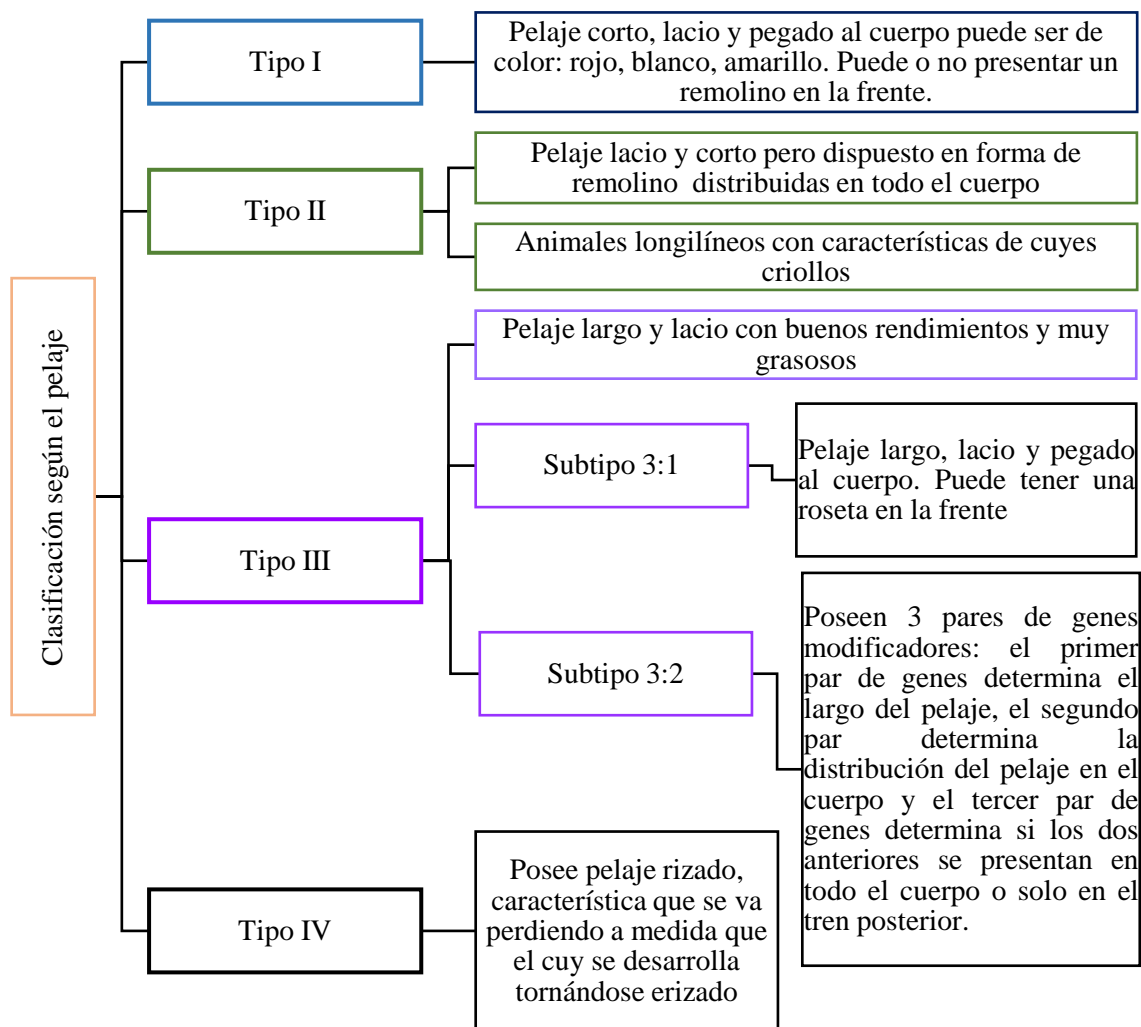 Clasificación según el pelaje
Tipo I
Pelaje corto, lacio y pegado al cuerpo puede ser de
color: rojo, blanco, amarillo. Puede o no presentar un
remolino en la frente.
Tipo II
Pelaje lacio y corto pero dispuesto en forma de
remolino distribuidas en todo el cuerpo
Animales longilíneos con características de cuyes
criollos
Tipo III
Pelaje largo y lacio con buenos rendimientos y muy
grasosos
Subtipo 3:1
Pelaje largo, lacio y pegado
al cuerpo. Puede tener una
roseta en la frente
Subtipo 3:2
Poseen 3 pares de genes
modificadores: el primer
par de genes determina el
largo del pelaje, el segundo
par determina la
distribución del pelaje en el
cuerpo y el tercer par de
genes determina si los dos
anteriores se presentan en
todo el cuerpo o solo en el
tren posterior.
Tipo IV
Posee pelaje rizado,
característica que se va
perdiendo a medida que
el cuy se desarrolla
tornándose erizado